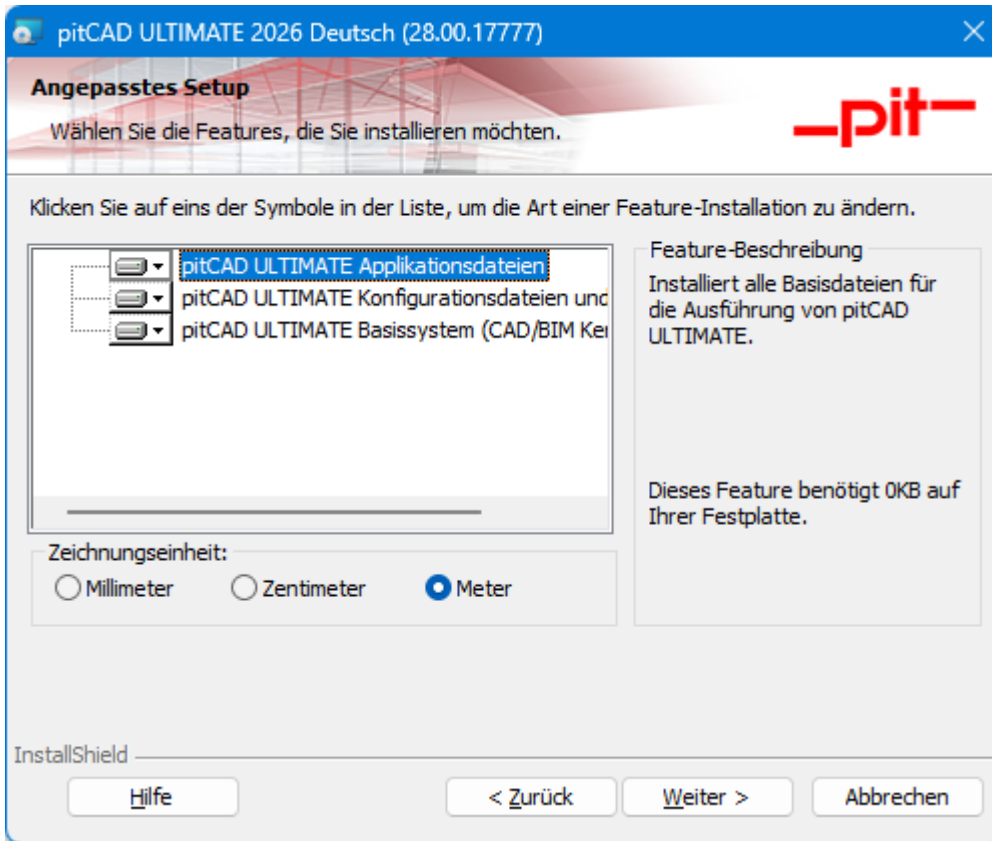 pitCAD ULTIMATE 2026 Deutsch (28.00.17777)
Angepasstes Setup
Wählen Sie die Features, die Sie installieren möchten.
pit
Klicken Sie auf eins der Symbole in der Liste, um die Art einer Feature-Installation zu ändern.
pitCAD ULTIMATE Applikationsdateien
pitCAD ULTIMATE Konfigurationsdateien und
pitCAD ULTIMATE Basissystem (CAD/BIM Ker
Feature-Beschreibung
Installiert alle Basisdateien für
die Ausführung von pitCAD
ULTIMATE.
Dieses Feature benötigt 0KB auf
Ihrer Festplatte.
Zeichnungseinheit:
Millimeter Zentimeter Meter
InstallShield
Hilfe < Zurück Weiter > Abbrechen